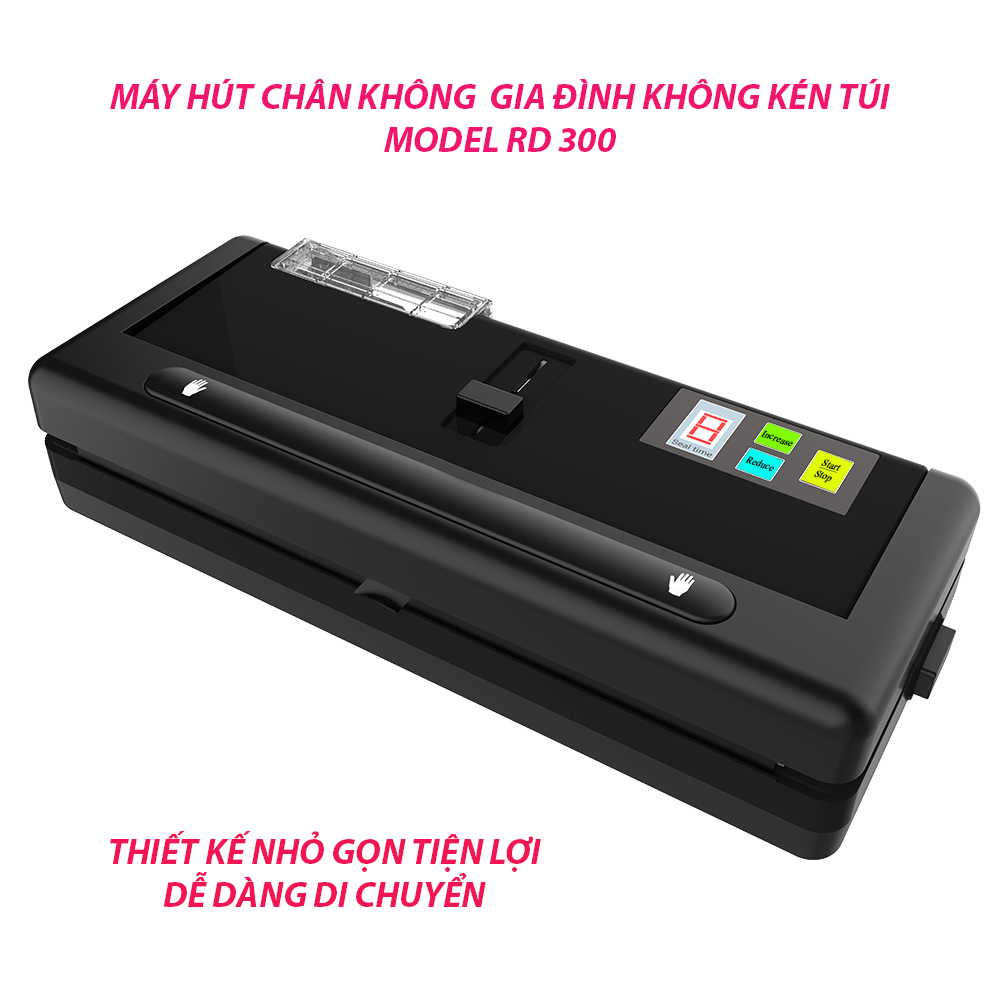 MÁY HÚT CHÂN KHÔNG GIA ĐÌNH KHÔNG KÉN TÚI
MODEL RD 300
8
Seal time
Increase
Reduce
Start
Stop
THIẾT KẾ NHỎ GỌN TIỆN LỢI
DỄ DÀNG DI CHUYỂN